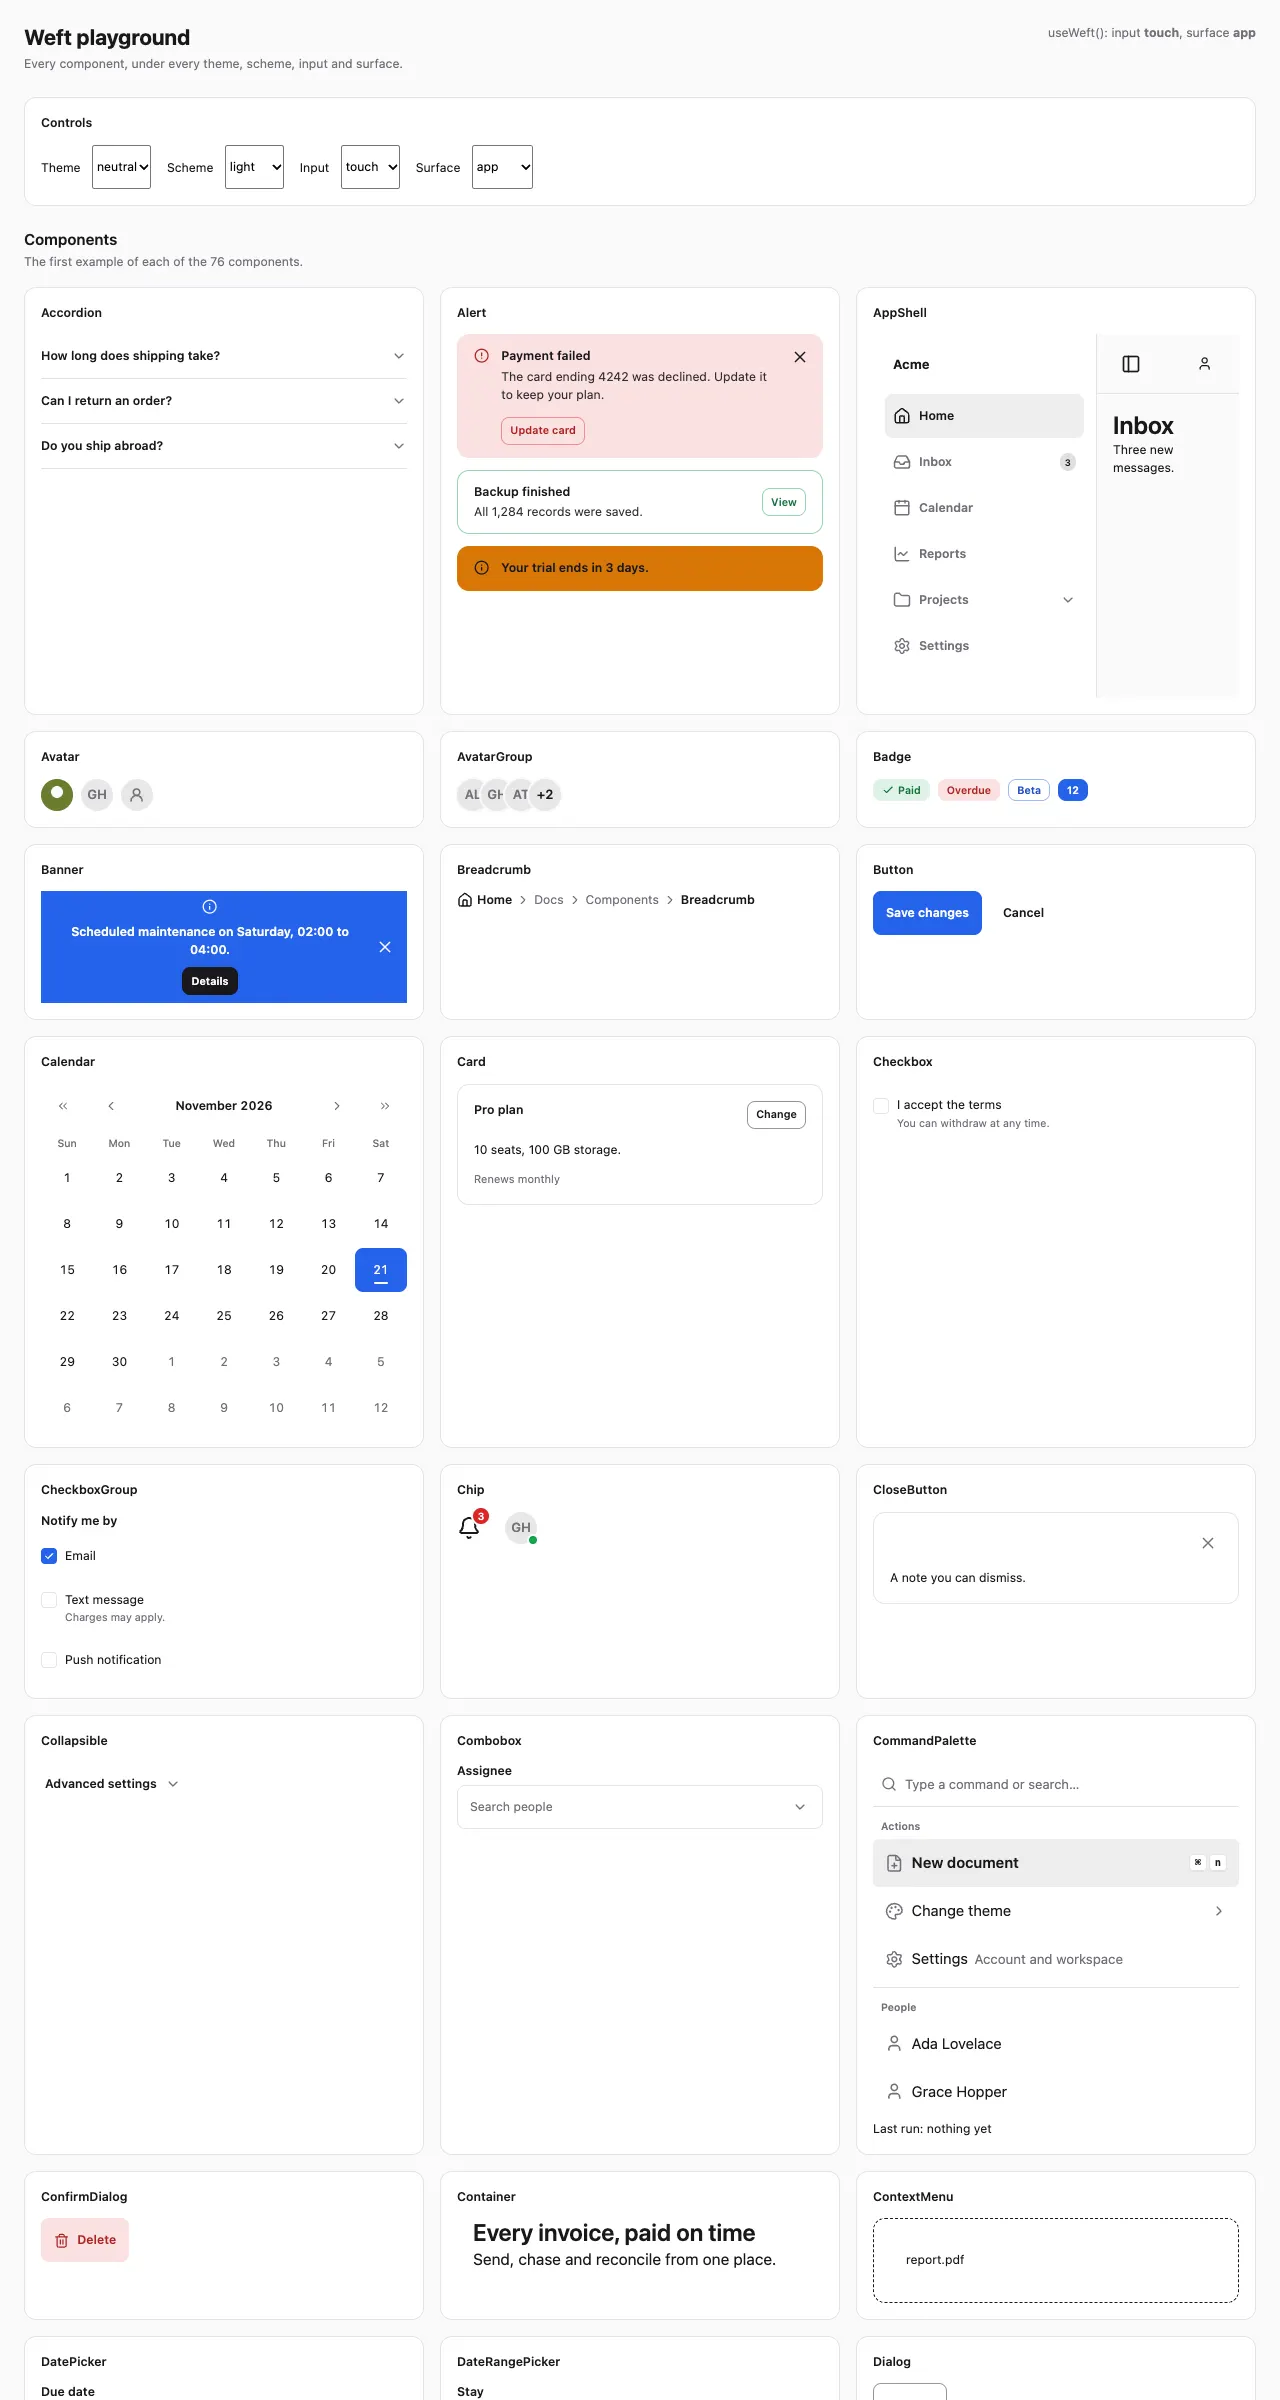 Weft playground
useWeft(): input touch, surface app
Every component, under every theme, scheme, input and surface.
Controls
Theme neutral Scheme light Input touch Surface app
Components
The first example of each of the 76 components.
Accordion
How long does shipping take?
Can I return an order?
Do you ship abroad?
Alert
Payment failed
The card ending 4242 was declined. Update it
to keep your plan.
Update card
Backup finished
All 1,284 records were saved.
View
Your trial ends in 3 days.
AppShell
Acme
Home
Inbox 3
Calendar
Reports
Projects
Settings
Inbox
Three new
messages.
Avatar
GH
AvatarGroup
AL GH AT +2
Badge
Paid Overdue Beta 12
Banner
Scheduled maintenance on Saturday, 02:00 to
04:00.
Details
Breadcrumb
Home Docs Components Breadcrumb
Button
Save changes Cancel
Calendar
November 2026
Sun Mon Tue Wed Thu Fri Sat
1 2 3 4 5 6 7
8 9 10 11 12 13 14
15 16 17 18 19 20 21
22 23 24 25 26 27 28
29 30 1 2 3 4 5
6 7 8 9 10 11 12
Card
Pro plan
Change
10 seats, 100 GB storage.
Renews monthly
Checkbox
I accept the terms
You can withdraw at any time.
CheckboxGroup
Notify me by
Email
Text message
Charges may apply.
Push notification
Chip
3
GH
CloseButton
A note you can dismiss.
Collapsible
Advanced settings
Combobox
Assignee
Search people
CommandPalette
Type a command or search...
Actions
New document ⌘ n
Change theme
Settings Account and workspace
People
Ada Lovelace
Grace Hopper
Last run: nothing yet
ConfirmDialog
Delete
Container
Every invoice, paid on time
Send, chase and reconcile from one place.
ContextMenu
report.pdf
DatePicker
Due date
DateRangePicker
Stay
Dialog